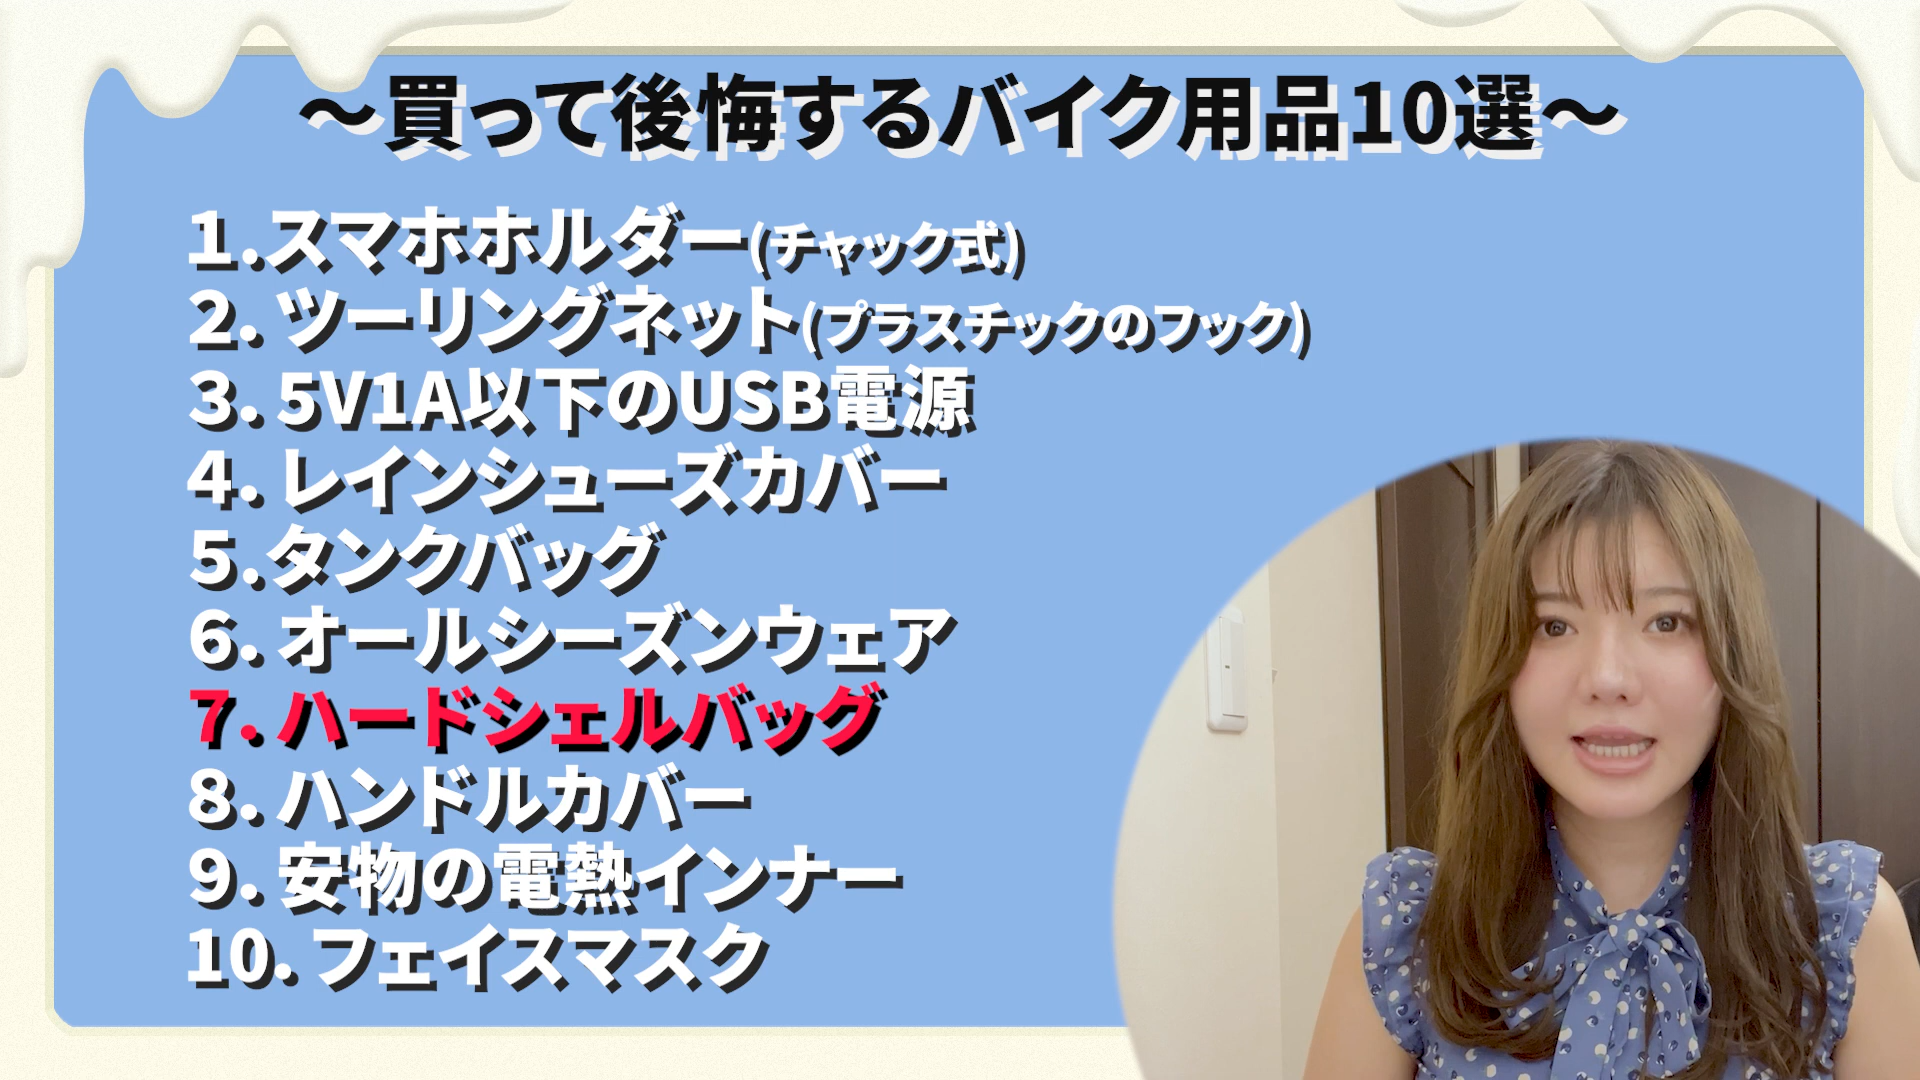 〜買って後悔するバイク用品10選〜
1.スマホホルダー(チャック式)
2. ツーリングネット(プラスチックのフック)
3. 5V1A以下のUSB電源
4. レインシューズカバー
5.タンクバッグ
6. オールシーズンウェア
7. ハードシェルバッグ
8. ハンドルカバー
9. 安物の電熱インナー
10. フェイスマスク